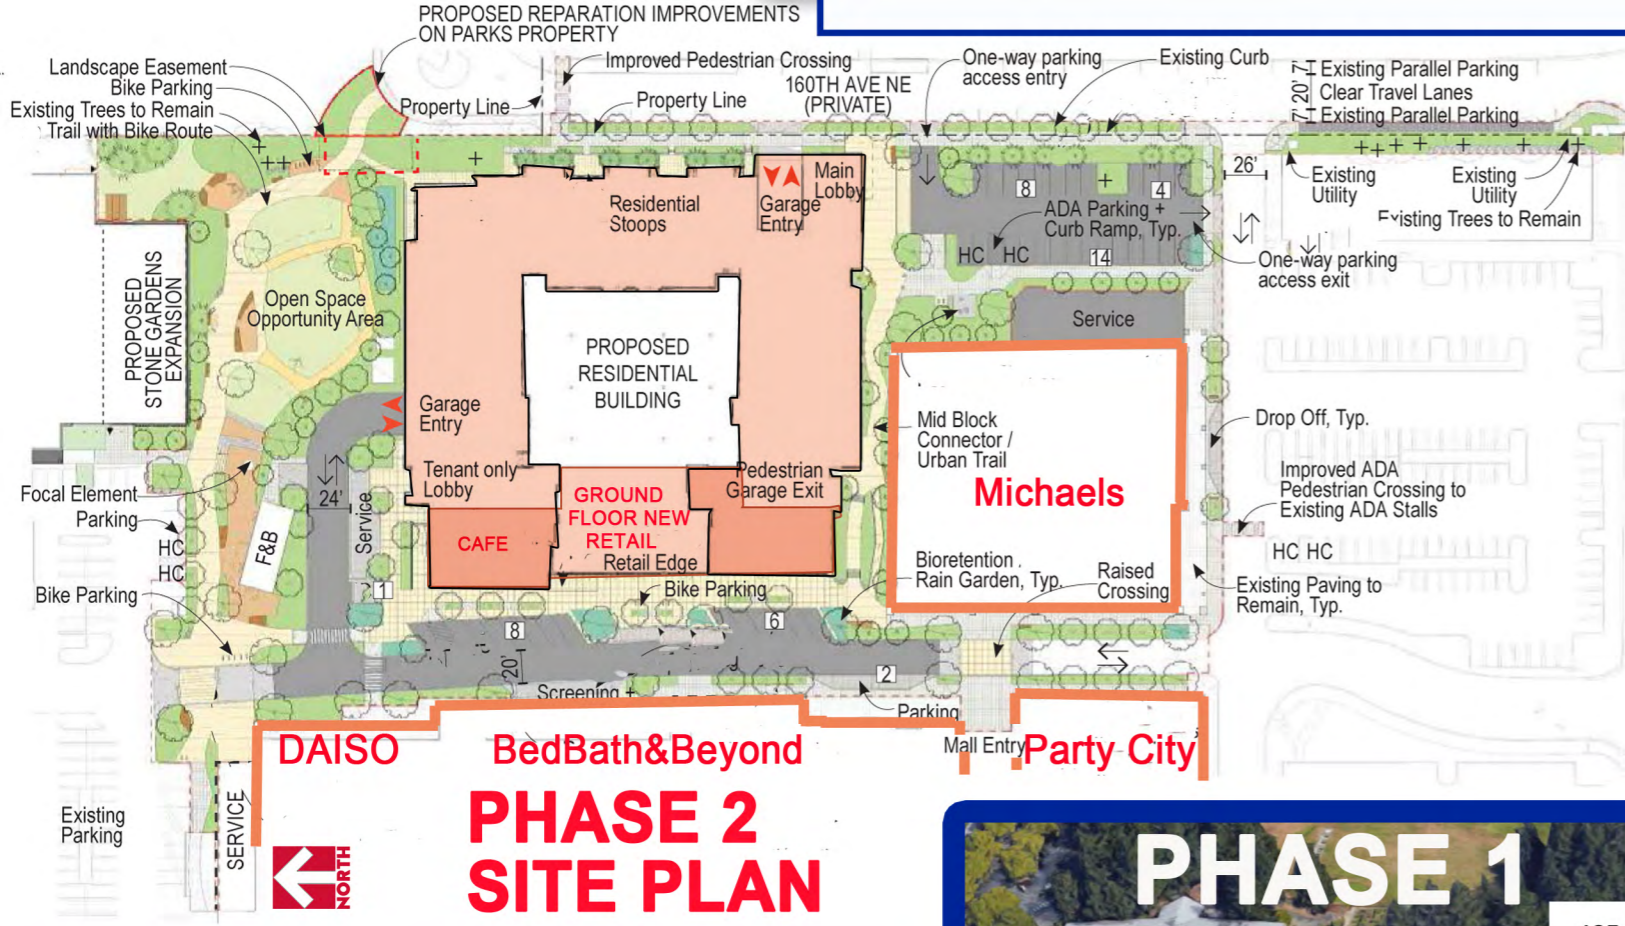 PROPOSED REPARATION IMPROVEMENTS
ON PARKS PROPERTY
Landscape Easement
Bike Parking
Existing Trees to Remain
Trail with Bike Route
Property Line
Improved Pedestrian Crossing
Property Line
160TH AVE NE
(PRIVATE)
One-way parking
access entry
Existing Curb
7' 20' 7'
Existing Parallel Parking
Clear Travel Lanes
Existing Parallel Parking
26'
Existing
Utility
Existing
Utility
Existing Trees to Remain
One-way parking
access exit
Residential
Stoops
Main
Lobby
Garage
Entry
8
4
ADA Parking +
Curb Ramp, Typ.
HC HC
14
Service
PROPOSED
STONE GARDENS
EXPANSION
Open Space
Opportunity Area
PROPOSED
RESIDENTIAL
BUILDING
Garage
Entry
Tenant only
Lobby
Pedestrian
Garage Exit
GROUND
FLOOR NEW
RETAIL
Retail Edge
CAFE
Mid Block
Connector /
Urban Trail
Michaels
Drop Off, Typ.
Improved ADA
Pedestrian Crossing to
Existing ADA Stalls
HC HC
Existing Paving to
Remain, Typ.
Focal Element
Parking
HC
HC
Bike Parking
F&B
24'
Service
1
Bike Parking
Bioretention
Rain Garden, Typ.
Raised
Crossing
8
6
20'
2
Screening +
Parking
Mall Entry
DAISO
BedBath&Beyond
Party City
Existing
Parking
SERVICE
NORTH
PHASE 2
SITE PLAN
PHASE 1